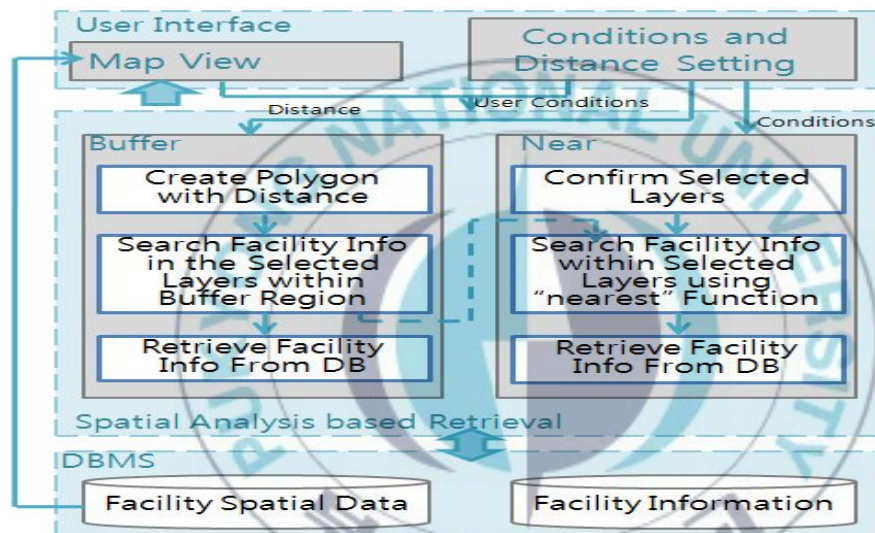 User Interface
Map View
Conditions and
Distance Setting
Distance
User Conditions
Conditions
Buffer
Create Polygon
with Distance
Search Facility Info
in the Selected
Layers within
Buffer Region
Retrieve Facility
Info From DB
Near
Confirm Selected
Layers
Search Facility Info
within Selected
Layers using
“nearest” Function
Retrieve Facility
Info From DB
Spatial Analysis based Retrieval
DBMS
Facility Spatial Data
Facility Information
PUKYONG NATIONAL UNIVERSITY